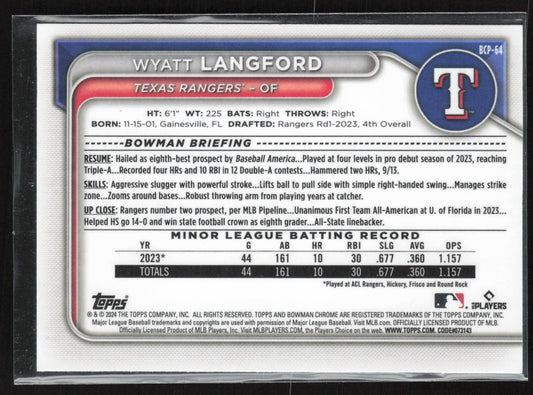 BCP-64
WYATT LANGFORD
TEXAS RANGERS® - OF
T
HT: 6'1" WT: 225 BATS: Right THROWS: Right
BORN: 11-15-01, Gainesville, FL DRAFTED: Rangers Rd1-2023, 4th Overall
BOWMAN BRIEFING
RESUME: Hailed as eighth-best prospect by Baseball America...Played at four levels in pro debut season of 2023, reaching
Triple-A...Recorded four HRs and 10 RBI in 12 Double-A contests...Hammered two HRs, 9/13.
SKILLS: Aggressive slugger with powerful stroke...Lifts ball to pull side with simple right-handed swing...Manages strike
zone...Zooms around bases...Robust throwing arm from playing years at catcher.
UP CLOSE: Rangers number two prospect, per MLB Pipeline...Unanimous First Team All-American at U. of Florida in 2023...
Helped HS go 14-0 and win state football crown as eighth grader...All-State linebacker.
MINOR LEAGUE BATTING RECORD
YR G AB HR RBI SLG AVG OPS
2023* 44 161 10 30 .677 .360 1.157
TOTALS 44 161 10 30 .677 .360 1.157
*Played at ACL Rangers, Hickory, Frisco and Round Rock
Topps
PLAYERS
® & © 2024 THE TOPPS COMPANY, INC. ALL RIGHTS RESERVED. TOPPS AND BOWMAN CHROME ARE REGISTERED TRADEMARKS OF THE TOPPS COMPANY, INC.
Major League Baseball trademarks and copyrights are used with permission of Major League Baseball. Visit MLB.com. OFFICIALLY LICENSED PRODUCT OF MLB.
Officially Licensed Product of MLB Players, Inc. Visit MLBPLAYERS.com, the Players Choice on the web. WWW.TOPPS.COM. CODE#073143